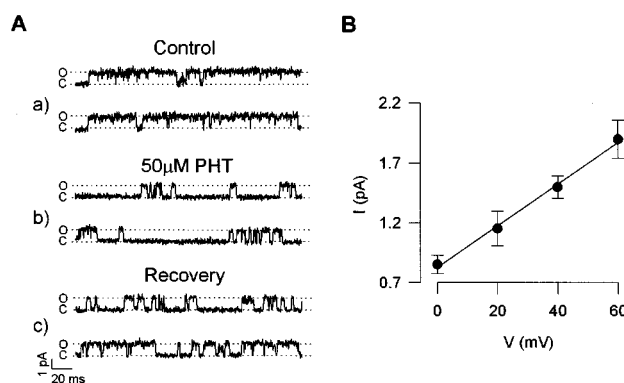 A
Control
O
C
a)
O
C
50µM PHT
O
C
b)
O
C
Recovery
O
C
c)
O
C
1 pA
20 ms
B
2.2
1.7
1.2
0.7
I (pA)
0 20 40 60
V (mV)